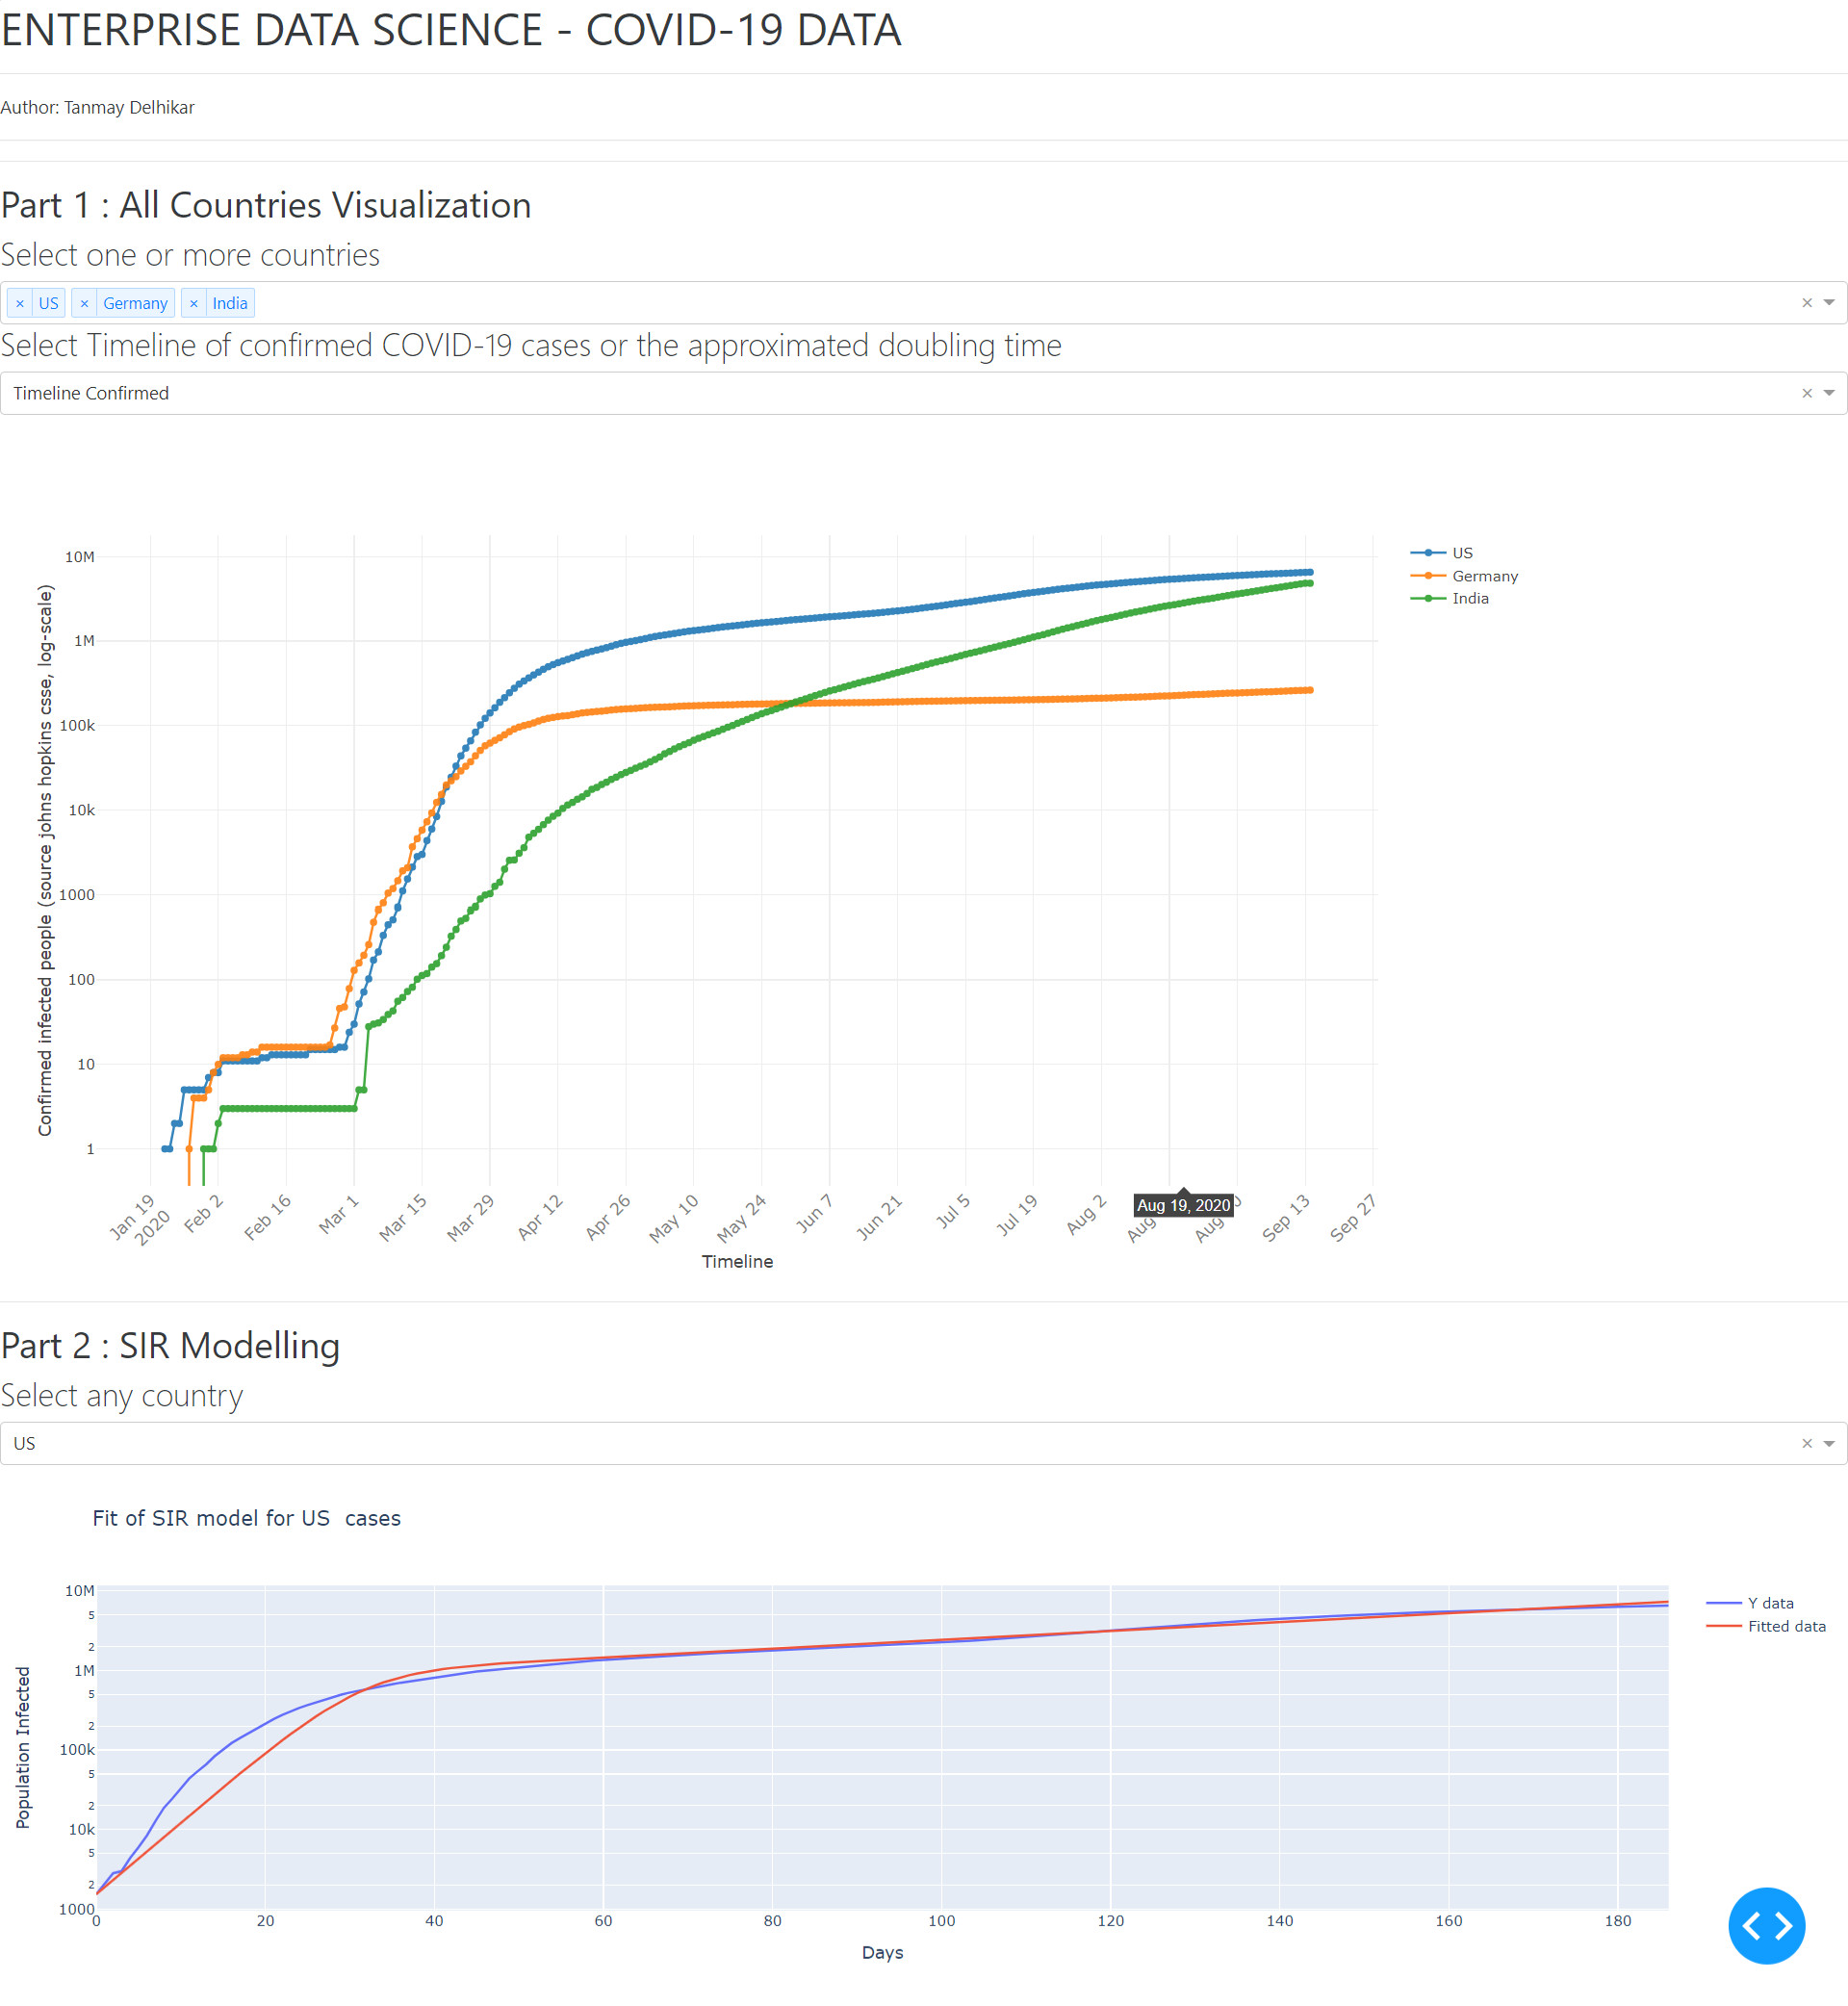 ENTERPRISE DATA SCIENCE - COVID-19 DATA
Author: Tanmay Delhikar
Part 1 : All Countries Visualization
Select one or more countries
× US × Germany × India
Select Timeline of confirmed COVID-19 cases or the approximated doubling time
Timeline Confirmed
Confirmed infected people (source johns hopkins csse, log-scale)
10M
1M
100k
10k
1000
100
10
1
US
Germany
India
Jan 19 2020
Feb 2
Feb 16
Mar 1
Mar 15
Mar 29
Apr 12
Apr 26
May 10
May 24
Jun 7
Jun 21
Jul 5
Jul 19
Aug 2
Aug
Aug
Sep 13
Sep 27
Aug 19, 2020
Timeline
Part 2 : SIR Modelling
Select any country
US
Fit of SIR model for US cases
Population Infected
10M
5
2
1M
5
2
100k
5
2
10k
5
2
1000
Y data
Fitted data
0 20 40 60 80 100 120 140 160 180
Days